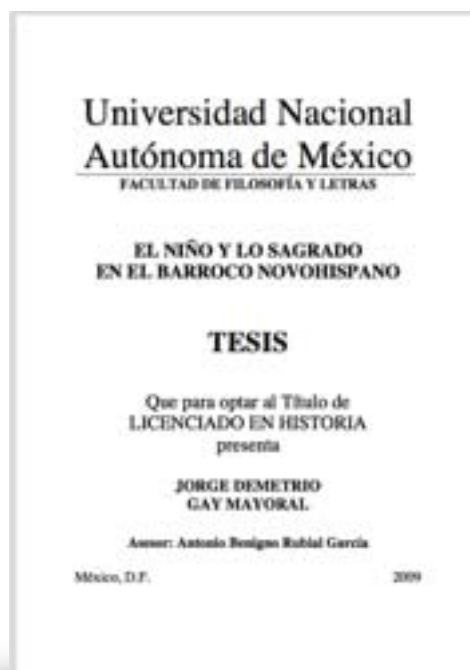 Universidad Nacional
Autónoma de México
FACULTAD DE FILOSOFÍA Y LETRAS
EL NIÑO Y LO SAGRADO
EN EL BARROCO NOVOHISPANO
TESIS
Que para optar al Título de
LICENCIADO EN HISTORIA
presenta
JORGE DEMETRIO
GAY MAYORAL
Asesor: Antonio Benigno Rubial García
México, D.F. 2009